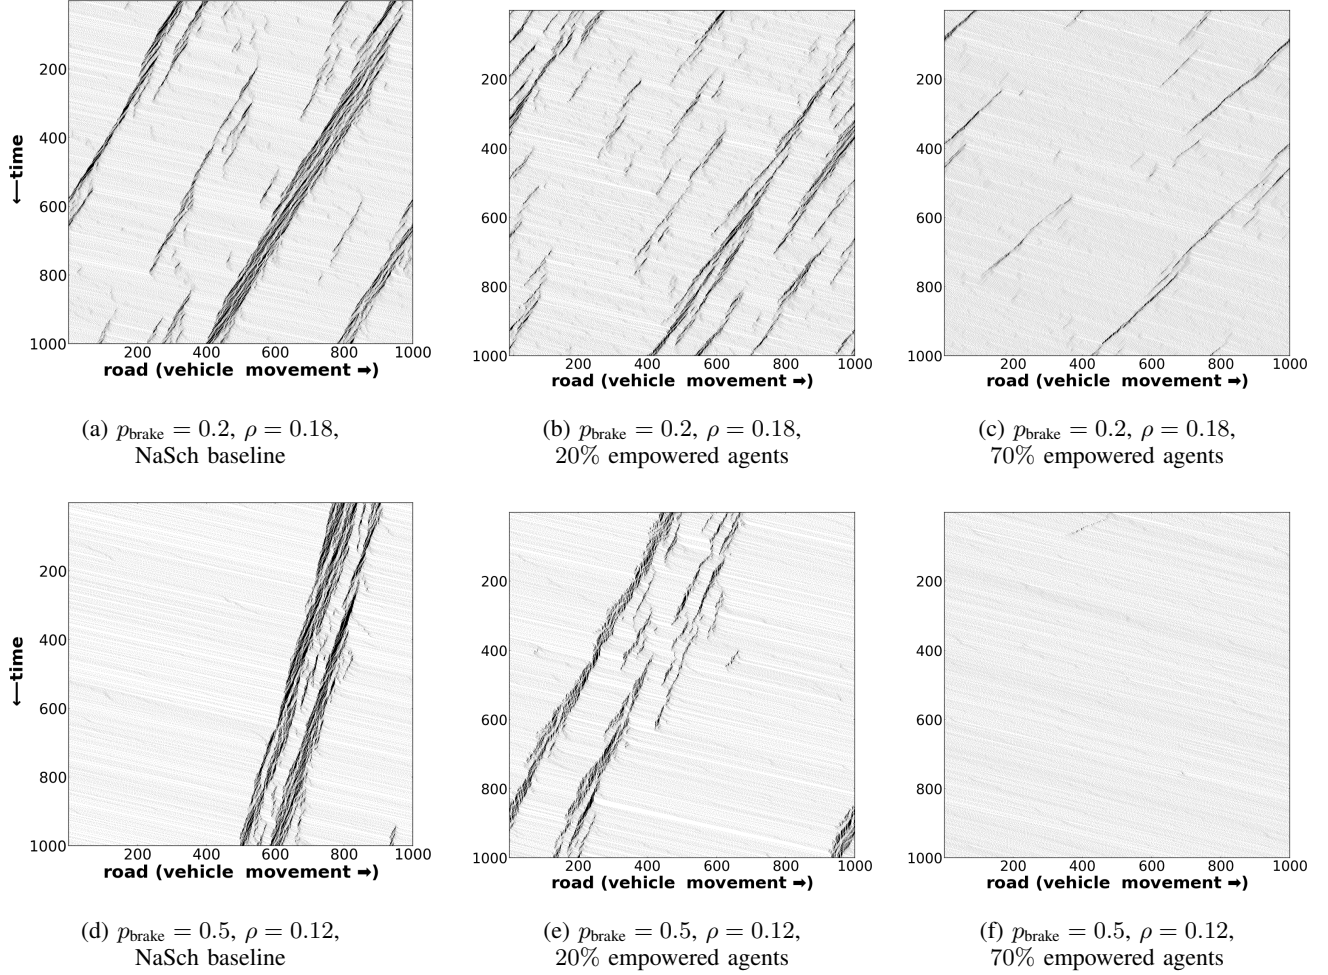 200
400
600
800
1000
←time
200 400 600 800 1000
road (vehicle movement ➡)
(a) p_brake = 0.2, ρ = 0.18,
NaSch baseline
200
400
600
800
1000
200 400 600 800 1000
road (vehicle movement ➡)
(b) p_brake = 0.2, ρ = 0.18,
20% empowered agents
200
400
600
800
1000
200 400 600 800 1000
road (vehicle movement ➡)
(c) p_brake = 0.2, ρ = 0.18,
70% empowered agents
200
400
600
800
1000
←time
200 400 600 800 1000
road (vehicle movement ➡)
(d) p_brake = 0.5, ρ = 0.12,
NaSch baseline
200
400
600
800
1000
200 400 600 800 1000
road (vehicle movement ➡)
(e) p_brake = 0.5, ρ = 0.12,
20% empowered agents
200
400
600
800
1000
200 400 600 800 1000
road (vehicle movement ➡)
(f) p_brake = 0.5, ρ = 0.12,
70% empowered agents